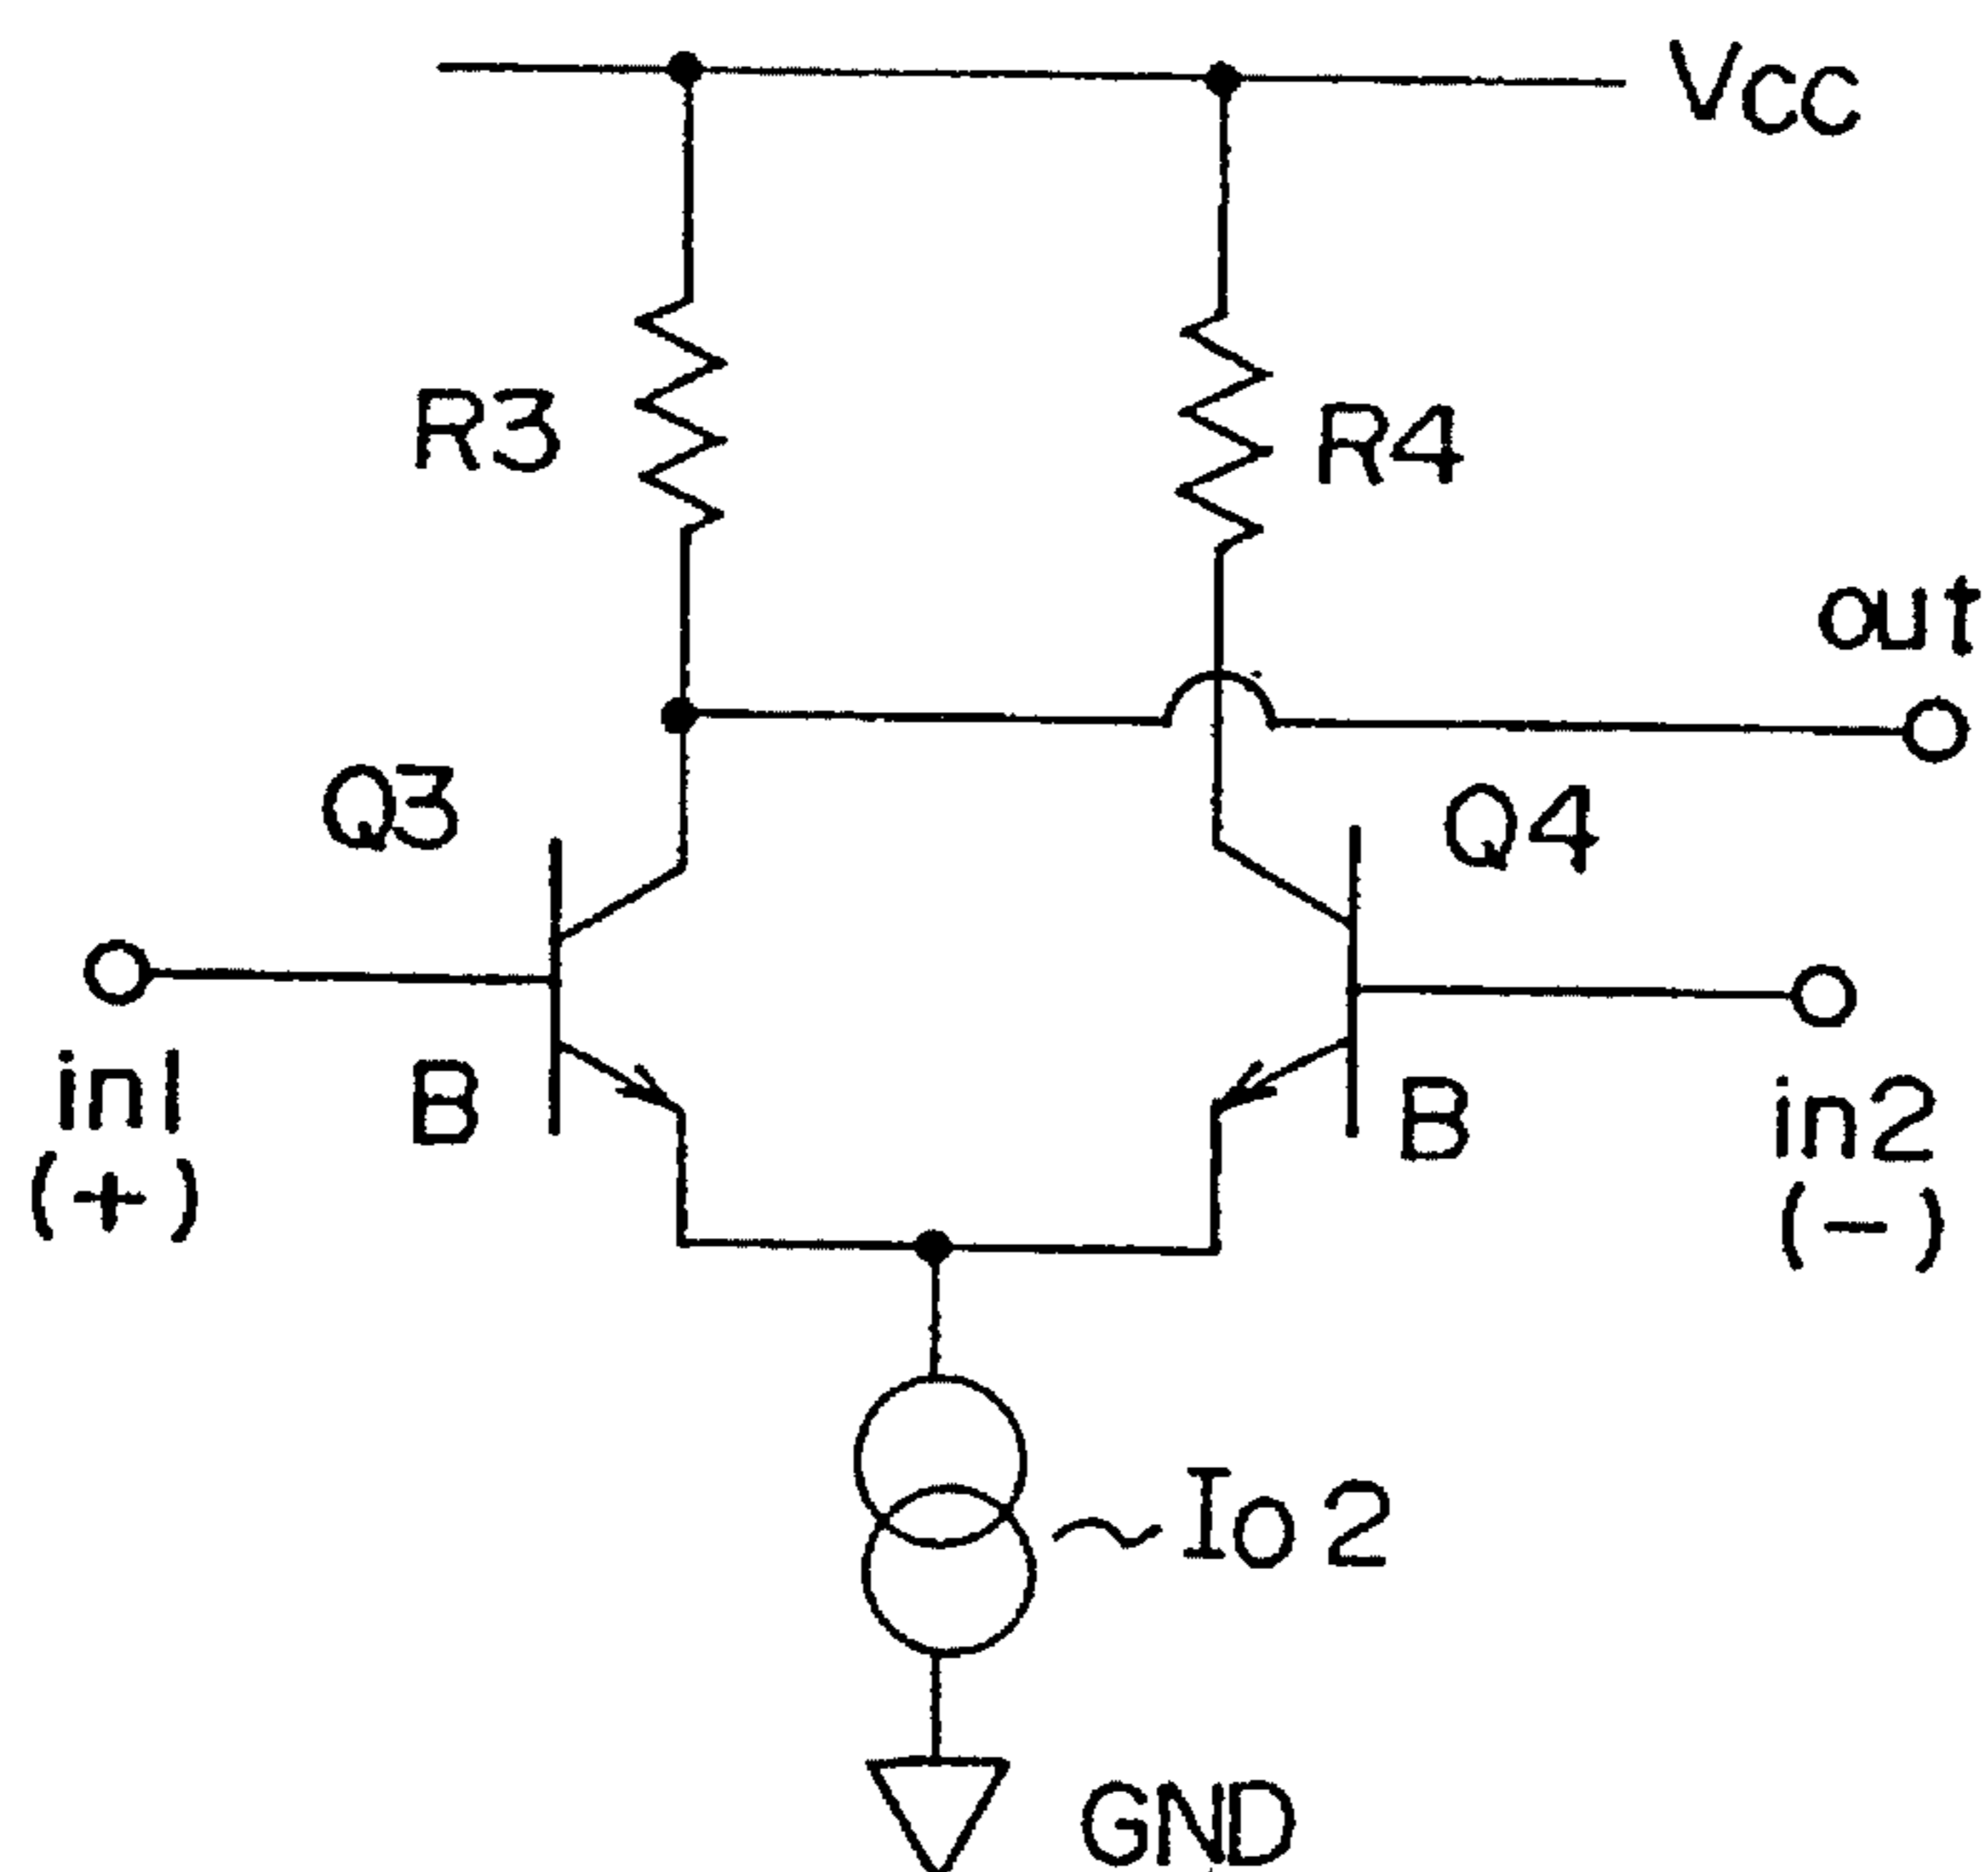 Vcc
R3
R4
out
Q3
Q4
in1
(+)
B
B
in2
(-)
Io2
GND